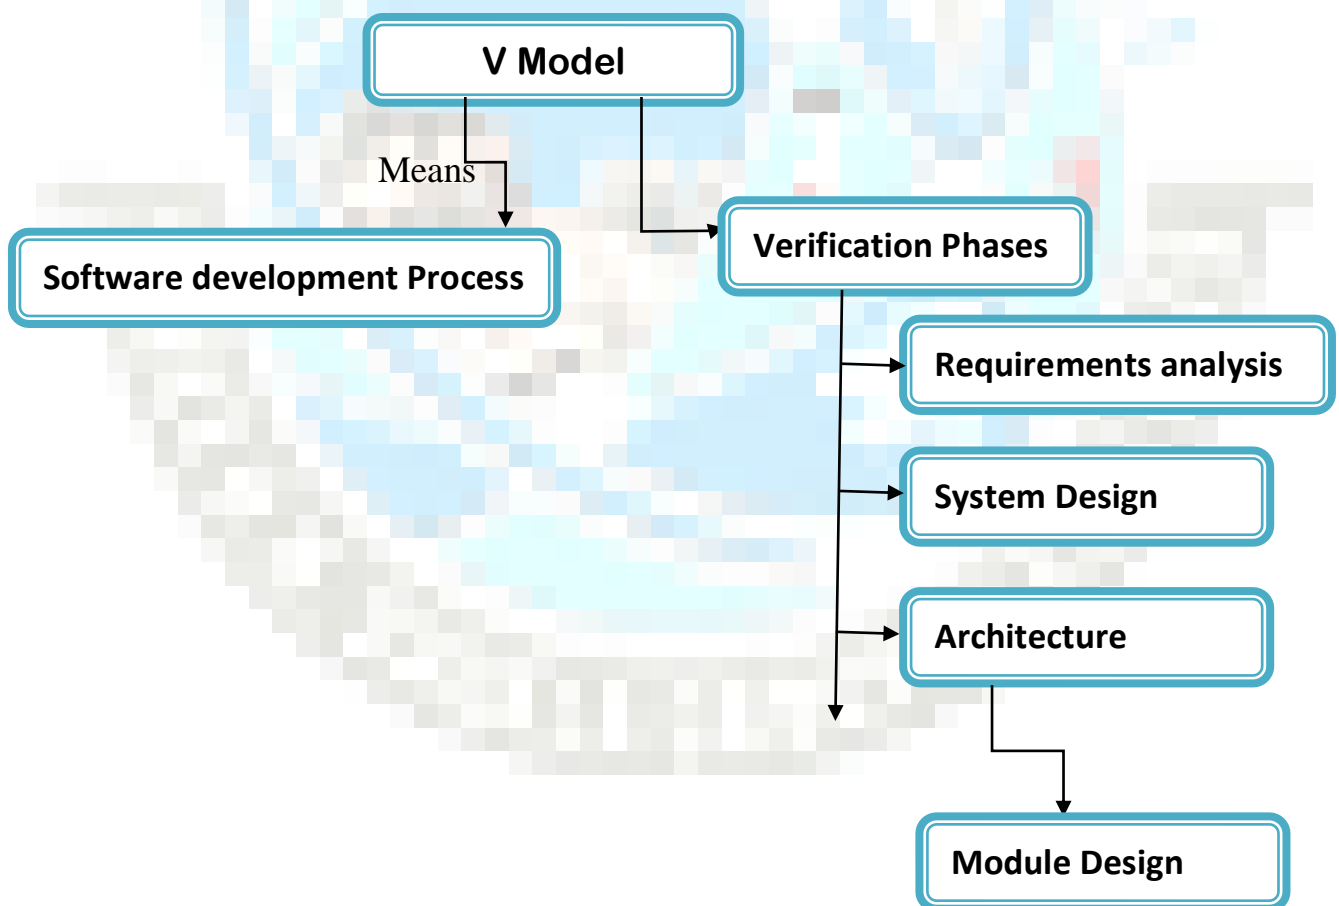 V Model
Means
Software development Process
Verification Phases
Requirements analysis
System Design
Architecture
Module Design